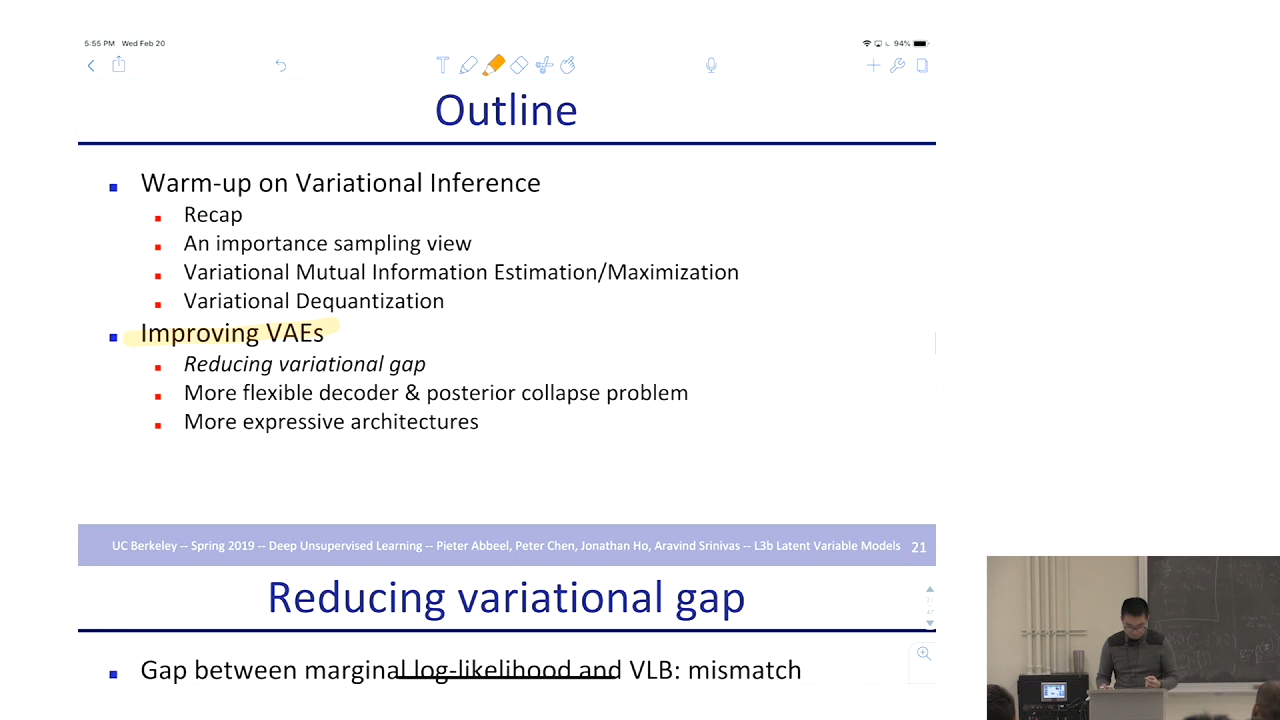 5:55 PM Wed Feb 20
94%
Outline
Warm-up on Variational Inference
Recap
An importance sampling view
Variational Mutual Information Estimation/Maximization
Variational Dequantization
Improving VAEs
Reducing variational gap
More flexible decoder & posterior collapse problem
More expressive architectures
UC Berkeley -- Spring 2019 -- Deep Unsupervised Learning -- Pieter Abbeel, Peter Chen, Jonathan Ho, Aravind Srinivas -- L3b Latent Variable Models 21
Reducing variational gap
Gap between marginal log-likelihood and VLB: mismatch